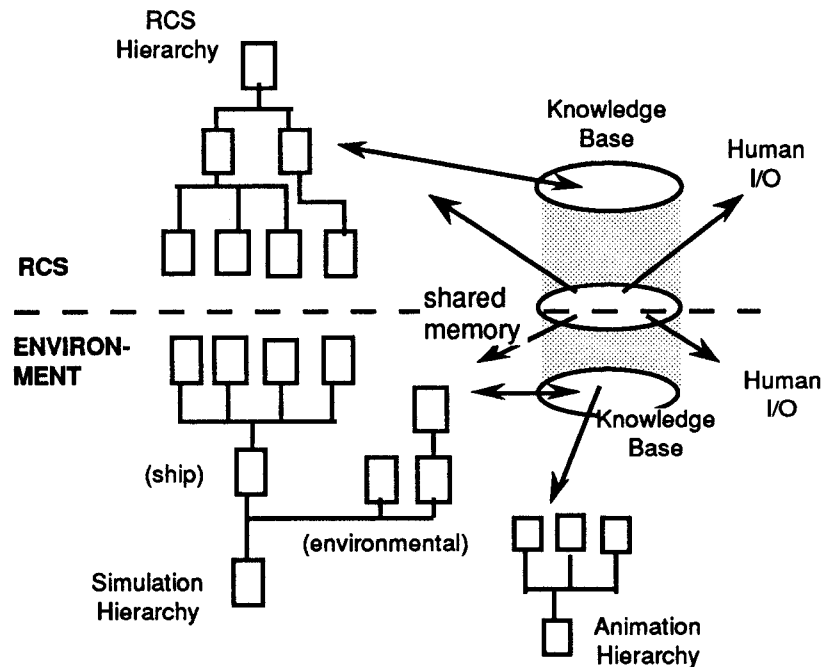 RCS
Hierarchy
Knowledge
Base
Human
I/O
RCS
shared
memory
ENVIRON-
MENT
Human
I/O
Knowledge
Base
(ship)
(environmental)
Simulation
Hierarchy
Animation
Hierarchy